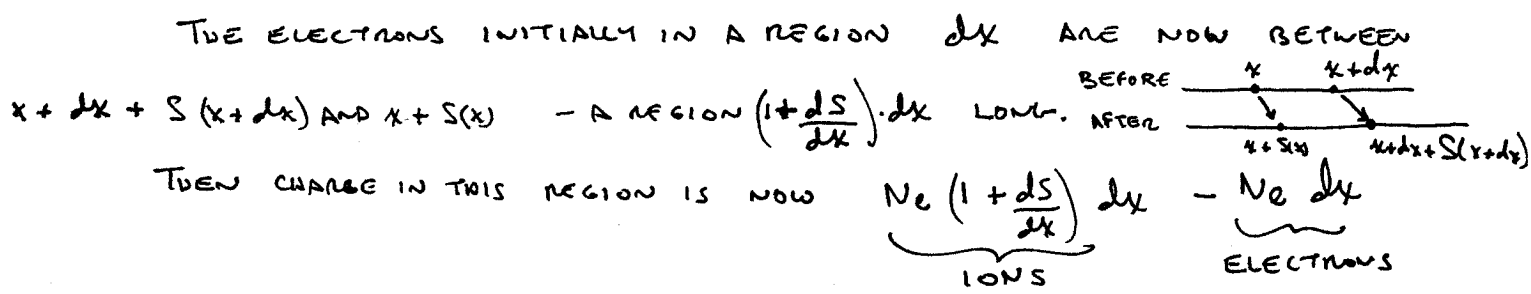 THE ELECTRONS INITIALLY IN A REGION dx ARE NOW BETWEEN
x + dx + S(x+dx) AND x + S(x) - A REGION (1 + dS/dx)·dx LONG.
BEFORE x x+dx
AFTER x+S(x) x+dx+S(x+dx)
THEN CHARGE IN THIS REGION IS NOW Ne (1 + dS/dx) dx - Ne dx
IONS ELECTRONS